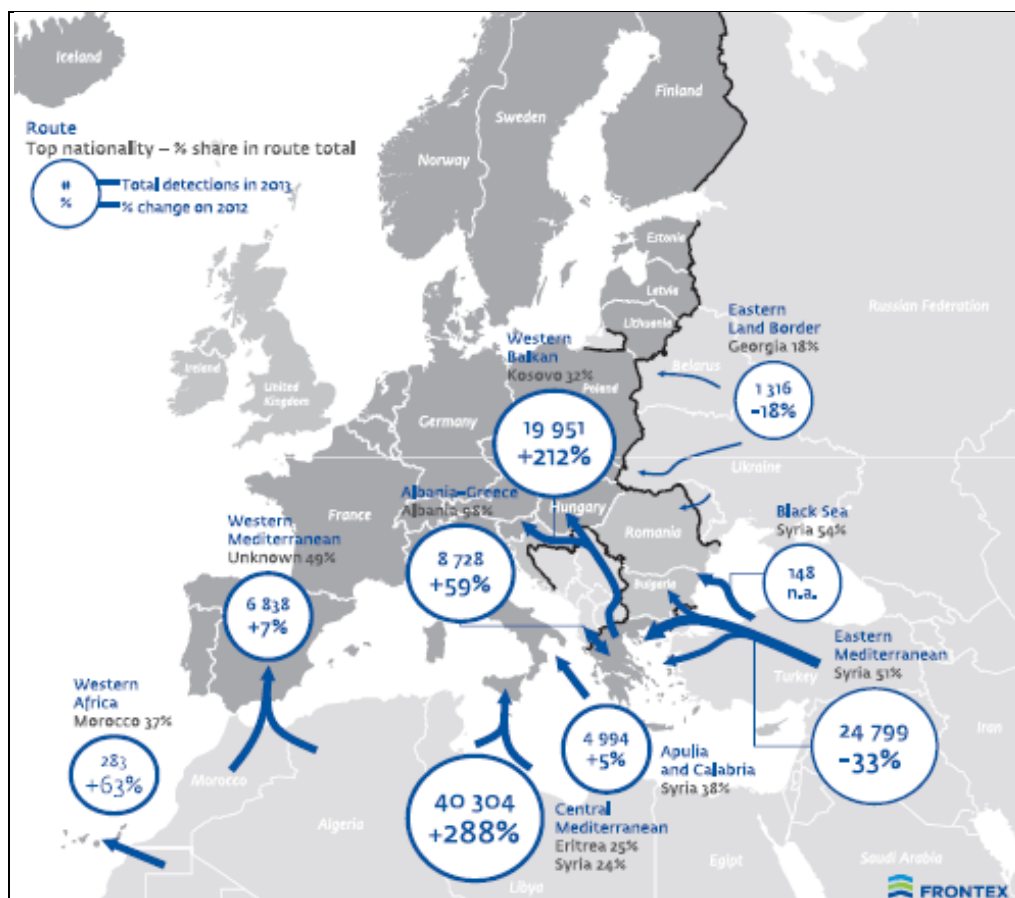 Iceland
Route
Top nationality – % share in route total
#
%
Total detections in 2013
% change on 2012
Finland
Sweden
Norway
Estonie
Latvie
Lithuania
Russian Federation
Belarus
Eastern
Land Border
Georgia 18%
1 316
-18%
Ireland
United
Kingdom
Western
Balkan
Kosovo 32%
19 951
+212%
Poland
Germany
Ukraine
Albania-Greece
Albania 98%
8 728
+59%
Hungary
Romania
Bulgaria
France
Western
Mediterranean
Unknown 49%
6 838
+7%
Black Sea
Syria 54%
148
n.a.
Eastern
Mediterranean
Syria 51%
Turkey
24 799
-33%
Iran
Western
Africa
Morocco 37%
283
+63%
Morocco
Algeria
40 304
+288%
Central
Mediterranean
Eritrea 25%
Syria 24%
4 994
+5%
Apulia
and Calabria
Syria 38%
Libya
Egipt
Saudi Arabia
FRONTEX